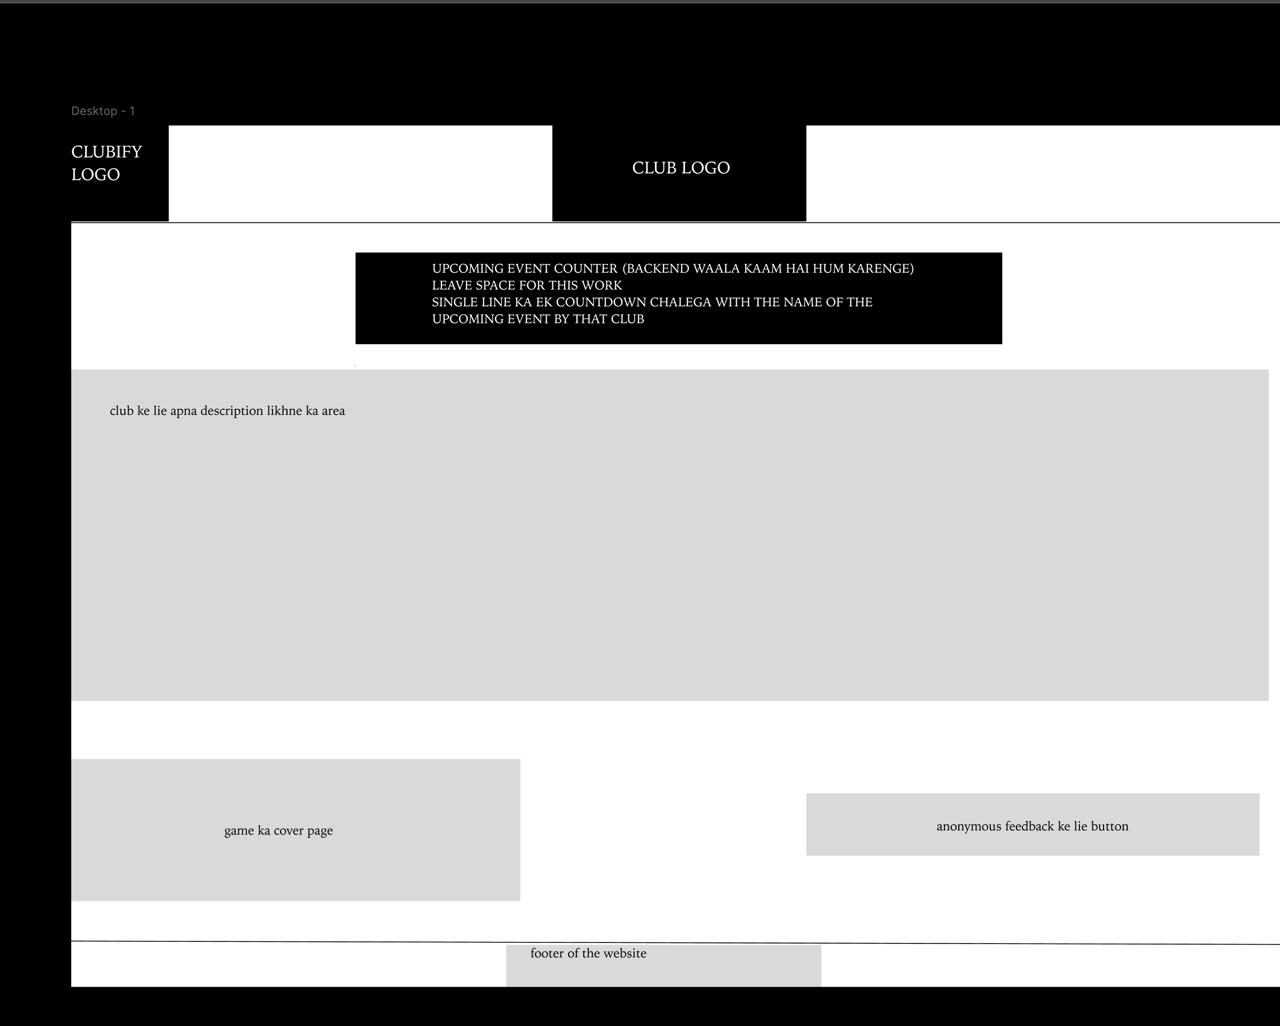 Desktop - 1
CLUBIFY
LOGO
CLUB LOGO
UPCOMING EVENT COUNTER (BACKEND WAALA KAAM HAI HUM KARENGE)
LEAVE SPACE FOR THIS WORK
SINGLE LINE KA EK COUNTDOWN CHALEGA WITH THE NAME OF THE
UPCOMING EVENT BY THAT CLUB
club ke lie apna description likhne ka area
game ka cover page
anonymous feedback ke lie button
footer of the website